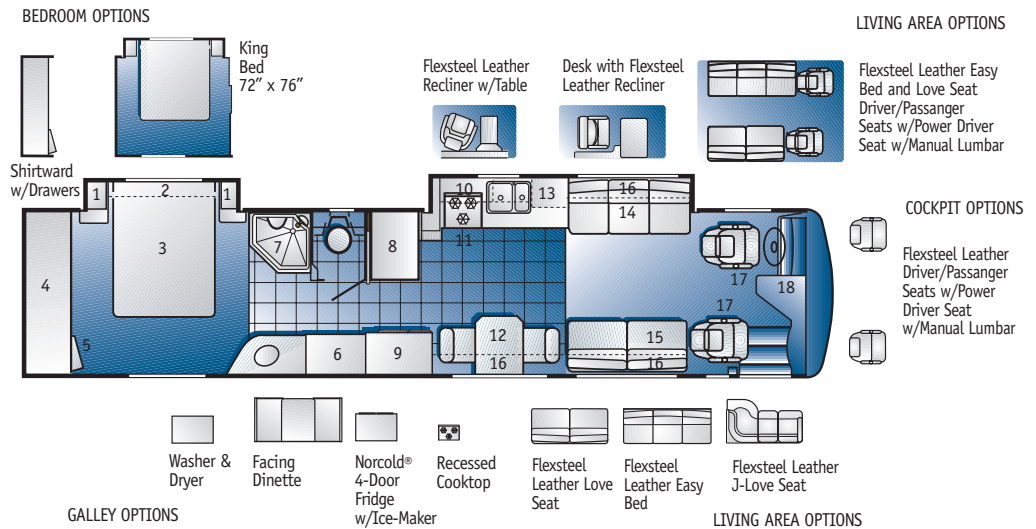 BEDROOM OPTIONS
King
Bed
72” x 76”
Shirtward
w/Drawers
Flexsteel Leather
Recliner w/Table
Desk with Flexsteel
Leather Recliner
LIVING AREA OPTIONS
Flexsteel Leather Easy
Bed and Love Seat
Driver/Passanger
Seats w/Power Driver
Seat w/Manual Lumbar
COCKPIT OPTIONS
Flexsteel Leather
Driver/Passanger
Seats w/Power
Driver Seat
w/Manual Lumbar
1
2
1
3
4
5
7
8
10
11
13
16
14
17
18
17
6
9
12
16
15
16
Washer &
Dryer
Facing
Dinette
Norcold®
4-Door
Fridge
w/Ice-Maker
Recessed
Cooktop
Flexsteel
Leather Love
Seat
Flexsteel
Leather Easy
Bed
Flexsteel Leather
J-Love Seat
GALLEY OPTIONS
LIVING AREA OPTIONS